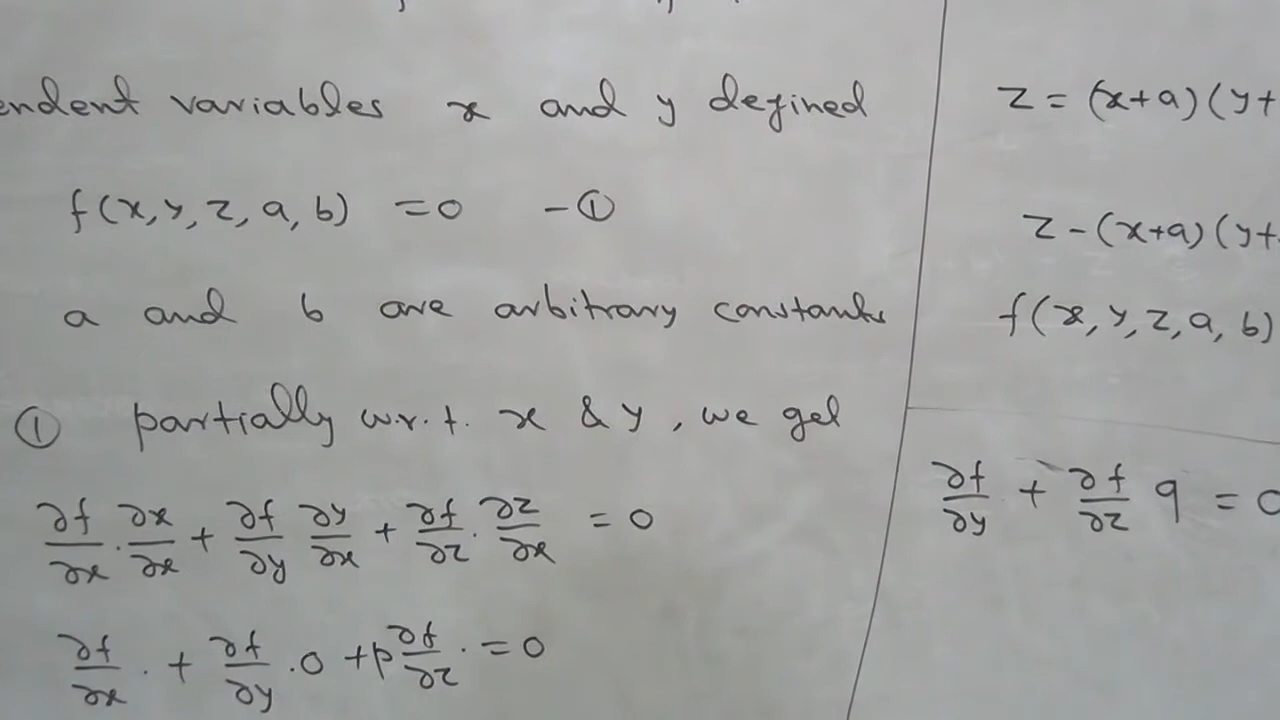 endent variables x and y defined
f(x, y, z, a, b) = 0 - ①
a and b are arbitrary constants
① partially w.r.t. x & y, we get
∂f/∂x · ∂x/∂x + ∂f/∂y ∂y/∂x + ∂f/∂z · ∂z/∂x = 0
∂f/∂x · + ∂f/∂y · 0 + p ∂f/∂z · = 0
z = (x+a)(y+
z - (x+a)(y+
f(x, y, z, a, b)
∂f/∂y + ∂f/∂z q = 0